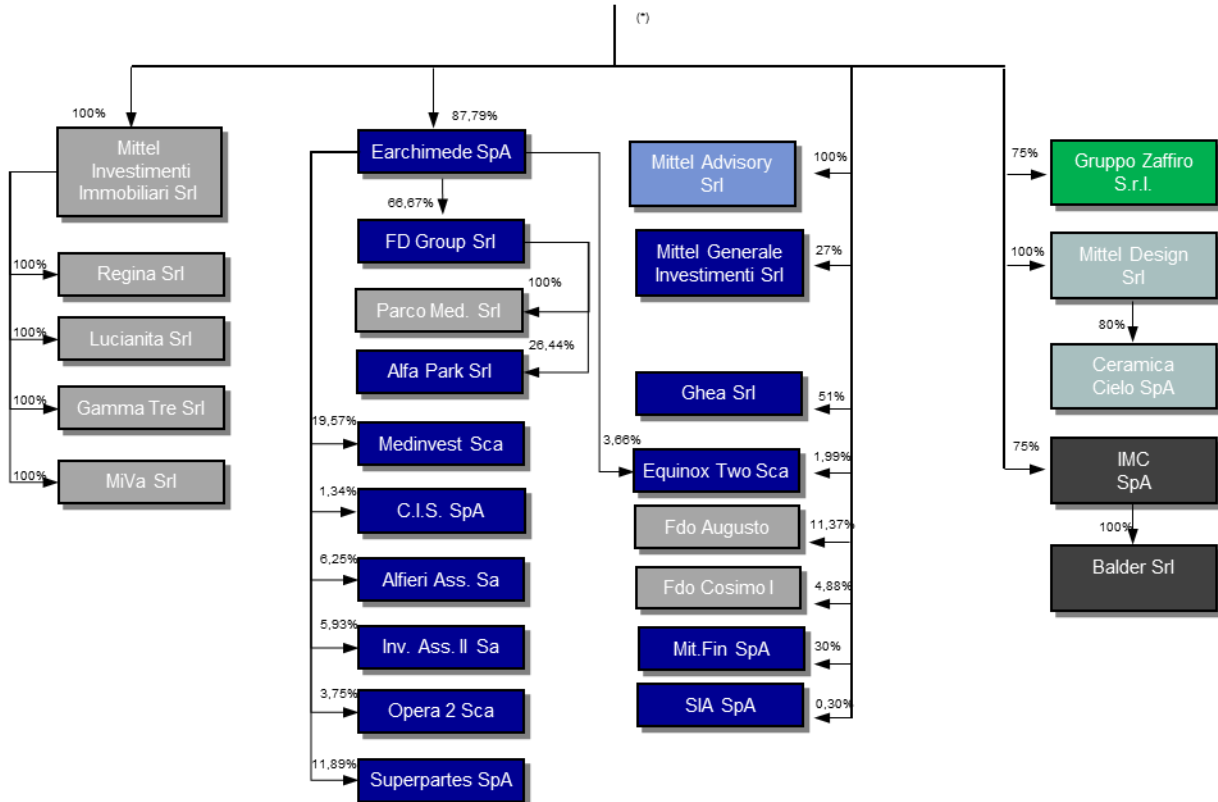 (*)
100%
Mittel
Investimenti
Immobiliari Srl
100%
Regina Srl
100%
Lucianita Srl
100%
Gamma Tre Srl
100%
MiVa Srl
87,79%
Earchimede SpA
66,67%
FD Group Srl
100%
Parco Med. Srl
26,44%
Alfa Park Srl
19,57%
Medinvest Sca
1,34%
C.I.S. SpA
6,25%
Alfieri Ass. Sa
5,93%
Inv. Ass. II Sa
3,75%
Opera 2 Sca
11,89%
Superpartes SpA
Mittel Advisory
Srl
100%
Mittel Generale
Investimenti Srl
27%
Ghea Srl
51%
3,66%
Equinox Two Sca
1,99%
Fdo Augusto
11,37%
Fdo Cosimo I
4,88%
Mit.Fin SpA
30%
SIA SpA
0,30%
75%
Gruppo Zaffiro
S.r.l.
100%
Mittel Design
Srl
80%
Ceramica
Cielo SpA
75%
IMC
SpA
100%
Balder Srl